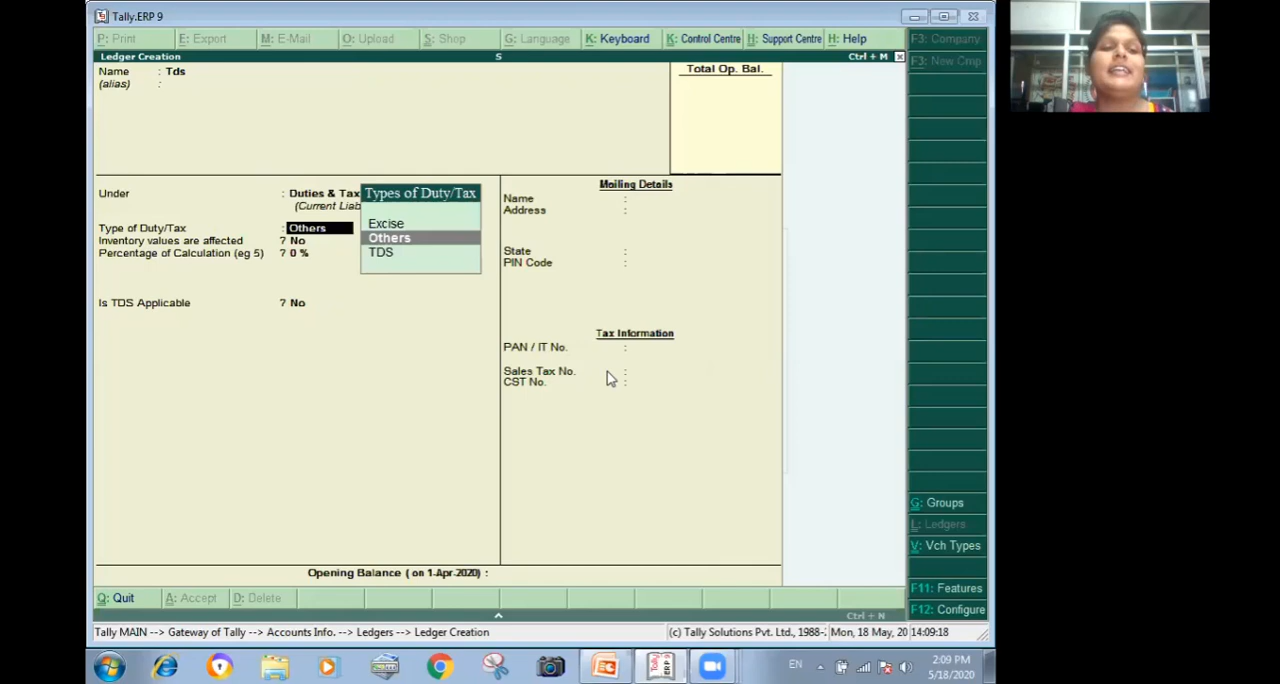 Tally.ERP 9
P: Print E: Export M: E-Mail O: Upload S: Shop G: Language K: Keyboard K: Control Centre H: Support Centre H: Help
F3: Company
F3: New Cmp
Ledger Creation S Ctrl + M
Name : Tds
(alias) :
Total Op. Bal.
Under : Duties & Tax
(Current Liab
Type of Duty/Tax : Others
Inventory values are affected ? No
Percentage of Calculation (eg 5) ? 0 %
Is TDS Applicable ? No
Types of Duty/Tax
Excise
Others
TDS
Mailing Details
Name :
Address :
State :
PIN Code :
Tax Information
PAN / IT No. :
Sales Tax No. :
CST No. :
G: Groups
L: Ledgers
V: Vch Types
F11: Features
F12: Configure
Opening Balance ( on 1-Apr-2020) :
Q: Quit A: Accept D: Delete
Ctrl + N
Tally MAIN --> Gateway of Tally --> Accounts Info. --> Ledgers --> Ledger Creation (c) Tally Solutions Pvt. Ltd., 1988-2 Mon, 18 May, 20 14:09:18
EN 2:09 PM
5/18/2020